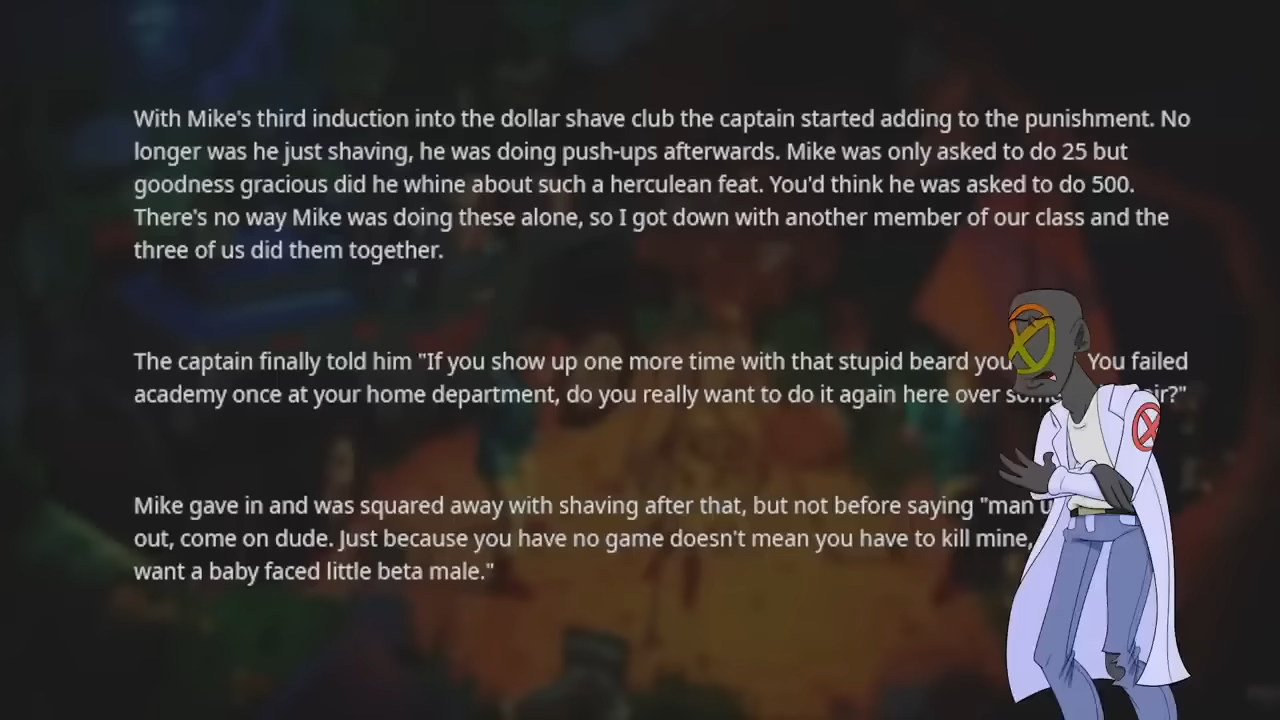 With Mike's third induction into the dollar shave club the captain started adding to the punishment. No
longer was he just shaving, he was doing push-ups afterwards. Mike was only asked to do 25 but
goodness gracious did he whine about such a herculean feat. You'd think he was asked to do 500.
There's no way Mike was doing these alone, so I got down with another member of our class and the
three of us did them together.
The captain finally told him "If you show up one more time with that stupid beard you You failed
academy once at your home department, do you really want to do it again here over
Mike gave in and was squared away with shaving after that, but not before saying "man
out, come on dude. Just because you have no game doesn't mean you have to kill mine,
want a baby faced little beta male."